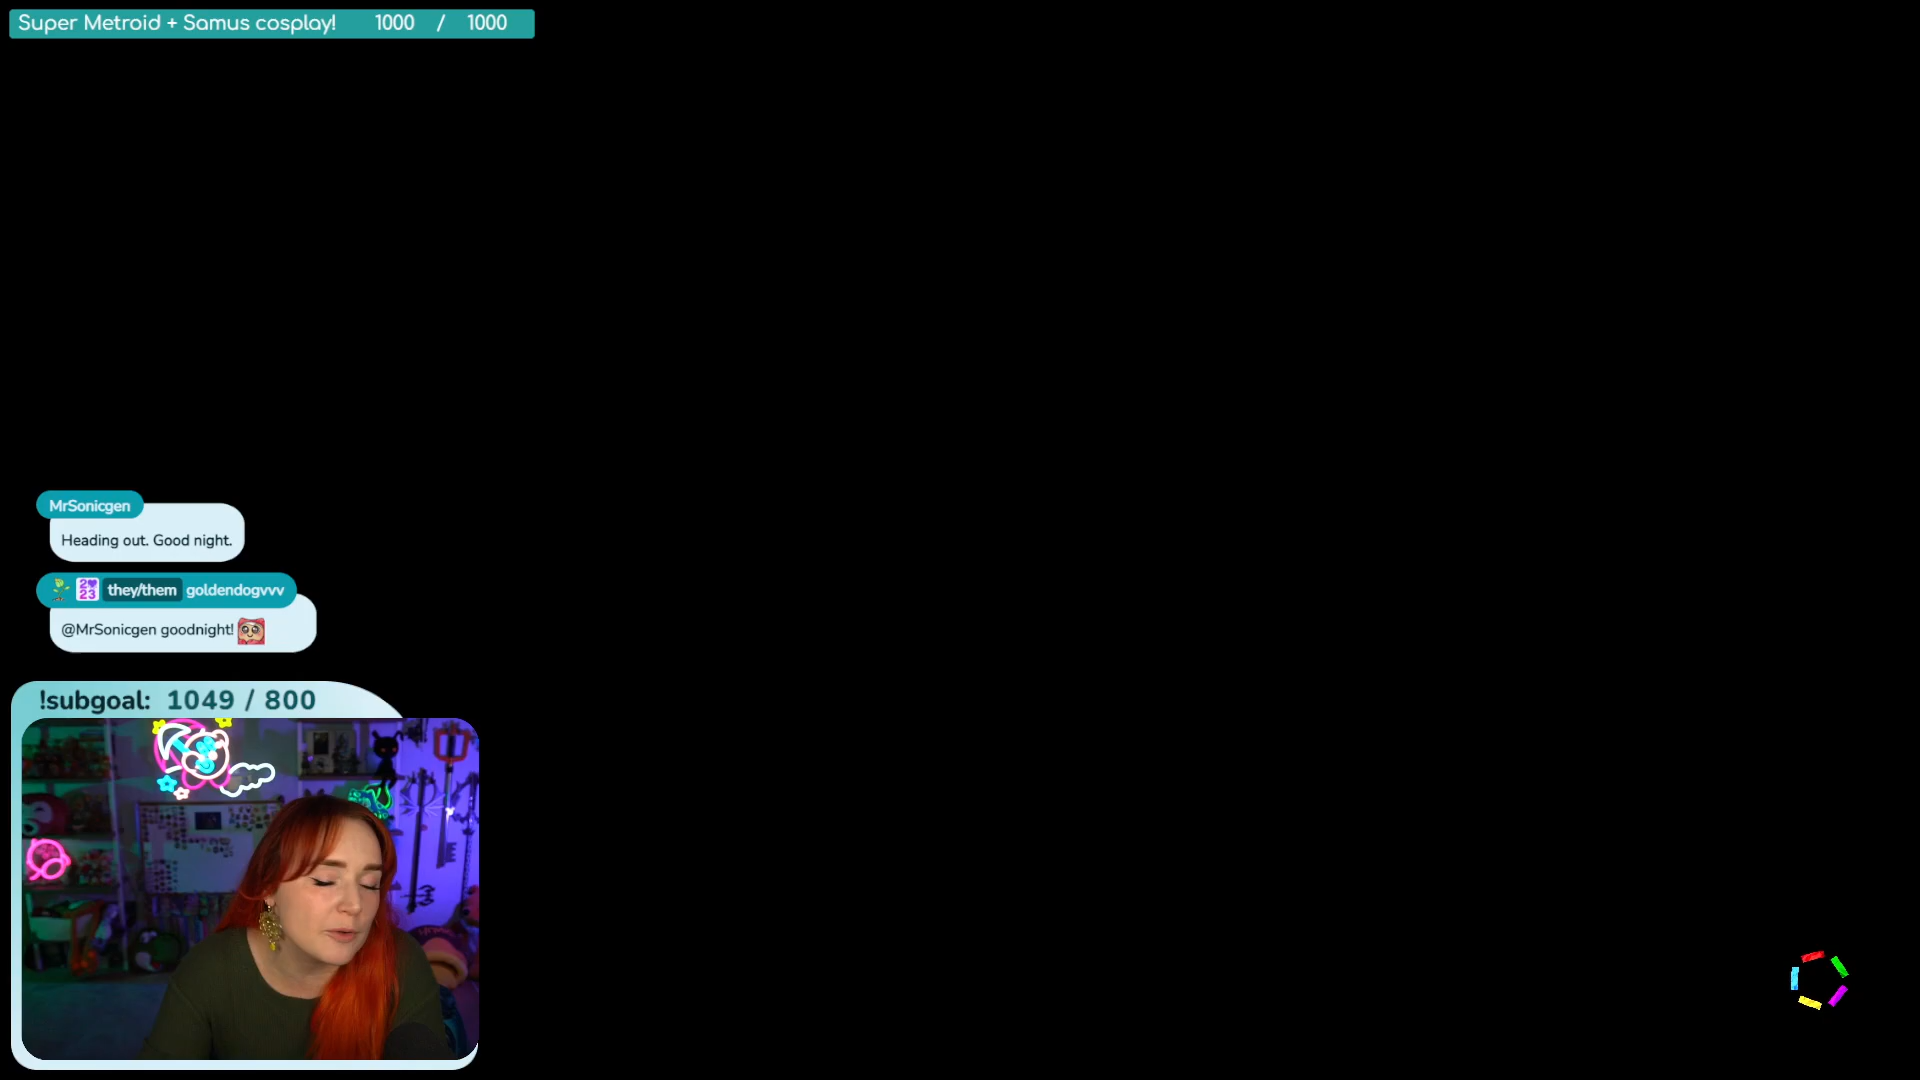 Super Metroid + Samus cosplay! 1000 / 1000
MrSonicgen
Heading out. Good night.
2023 they/them goldendogvvv
@MrSonicgen goodnight!
!subgoal: 1049 / 800